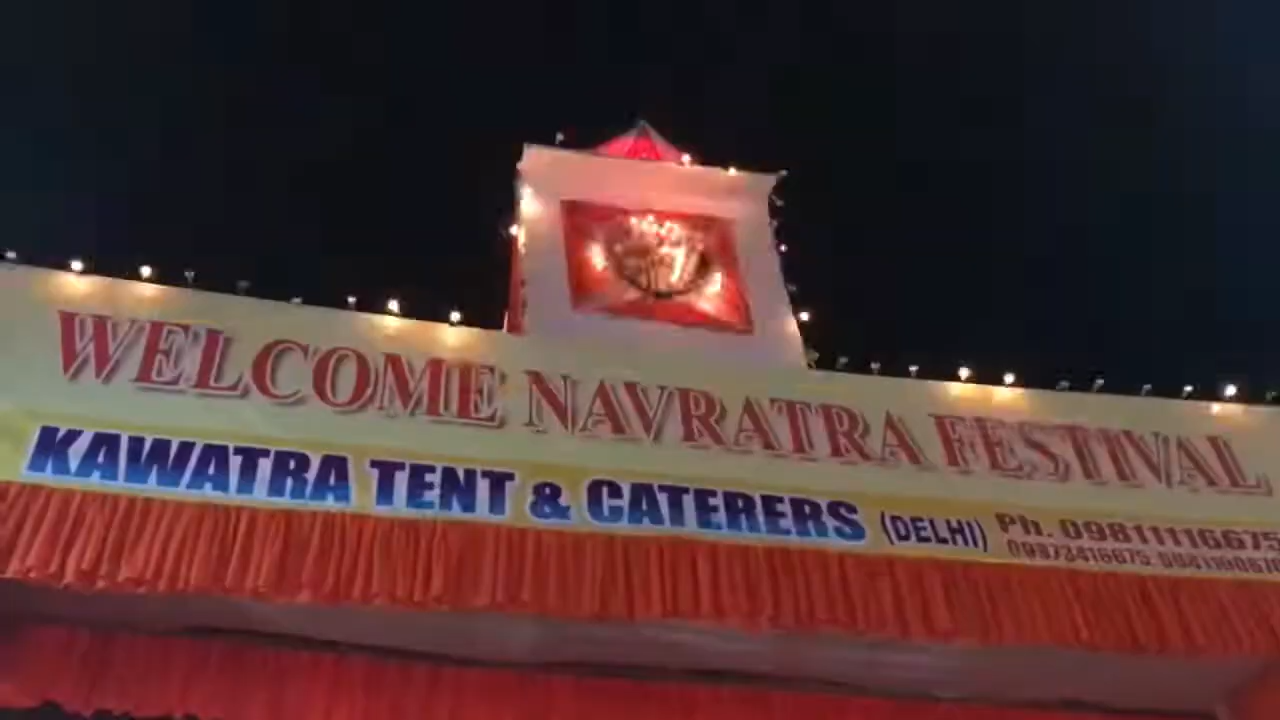 WELCOME NAVRATRA FESTIVAL
KAWATRA TENT & CATERERS (DELHI) Ph. 09811116675